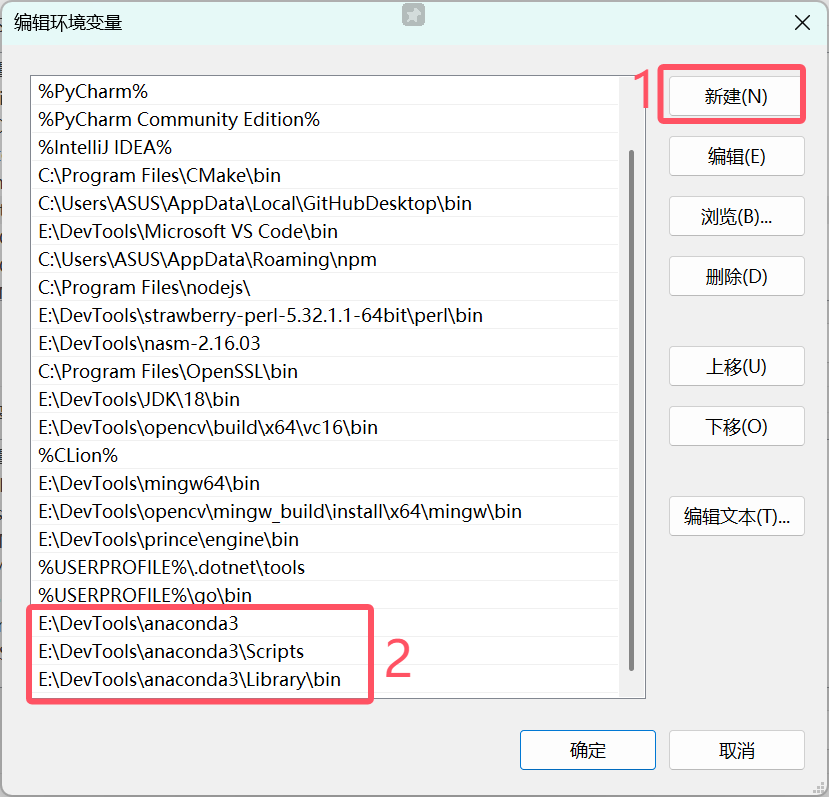 编辑环境变量
%PyCharm%
1
新建(N)
%PyCharm Community Edition%
%IntelliJ IDEA%
编辑(E)
C:\Program Files\CMake\bin
C:\Users\ASUS\AppData\Local\GitHubDesktop\bin
浏览(B)...
E:\DevTools\Microsoft VS Code\bin
C:\Users\ASUS\AppData\Roaming\npm
删除(D)
C:\Program Files\nodejs\
E:\DevTools\strawberry-perl-5.32.1.1-64bit\perl\bin
E:\DevTools\nasm-2.16.03
上移(U)
C:\Program Files\OpenSSL\bin
E:\DevTools\JDK\18\bin
E:\DevTools\opencv\build\x64\vc16\bin
下移(O)
%CLion%
E:\DevTools\mingw64\bin
E:\DevTools\opencv\mingw_build\install\x64\mingw\bin
编辑文本(T)...
E:\DevTools\prince\engine\bin
%USERPROFILE%\.dotnet\tools
%USERPROFILE%\go\bin
E:\DevTools\anaconda3
E:\DevTools\anaconda3\Scripts
2
E:\DevTools\anaconda3\Library\bin
确定
取消